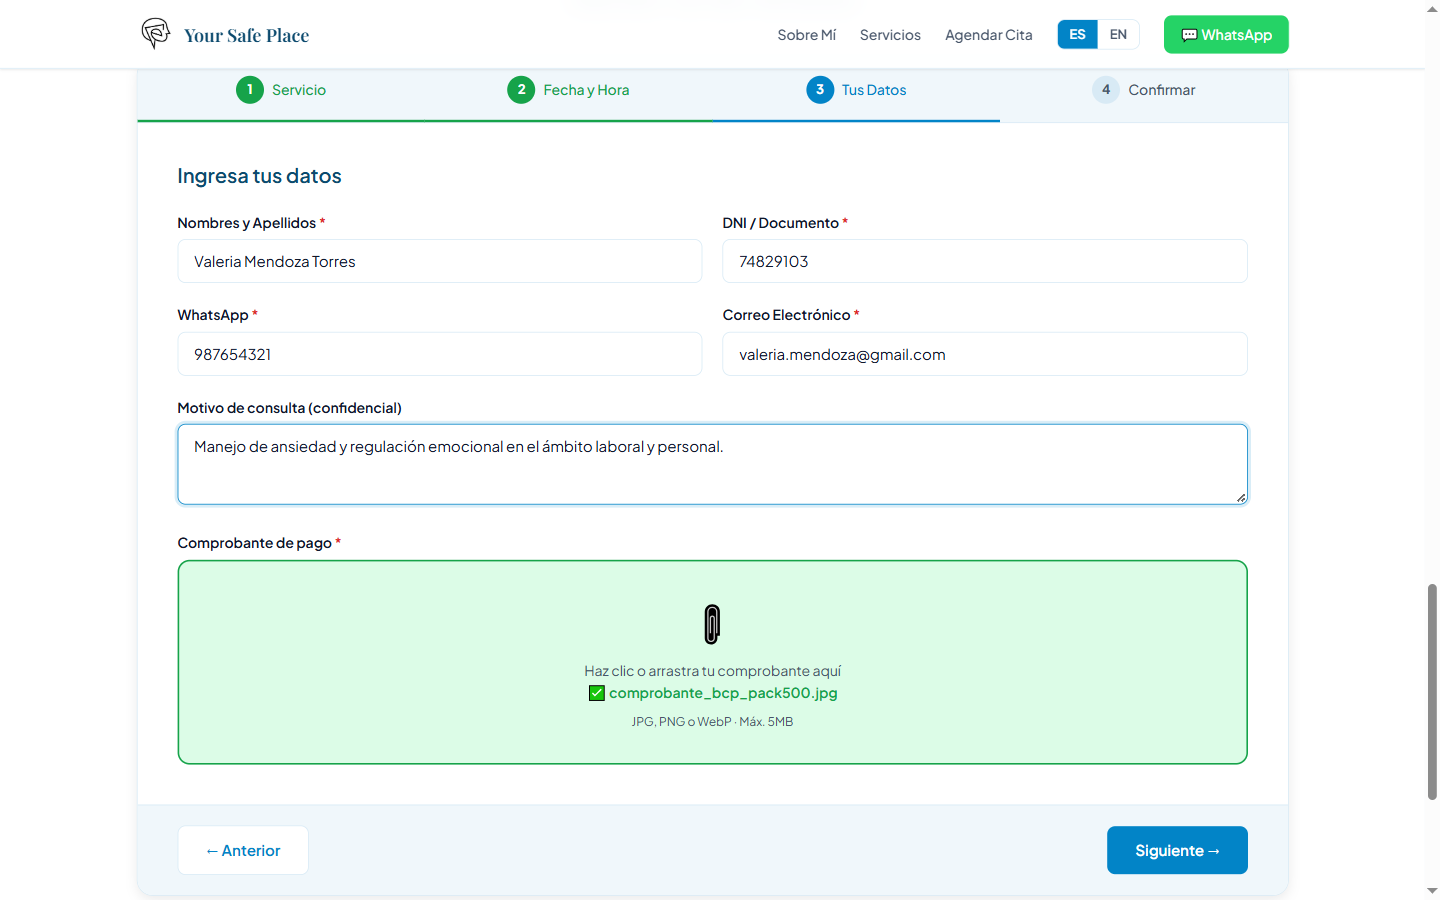 Your Safe Place
Sobre Mí Servicios Agendar Cita ES EN 💬 WhatsApp
1 Servicio 2 Fecha y Hora 3 Tus Datos 4 Confirmar
Ingresa tus datos
Nombres y Apellidos * DNI / Documento *
Valeria Mendoza Torres 74829103
WhatsApp * Correo Electrónico *
987654321 valeria.mendoza@gmail.com
Motivo de consulta (confidencial)
Manejo de ansiedad y regulación emocional en el ámbito laboral y personal.
Comprobante de pago *
Haz clic o arrastra tu comprobante aquí
✅ comprobante_bcp_pack500.jpg
JPG, PNG o WebP · Máx. 5MB
← Anterior Siguiente →